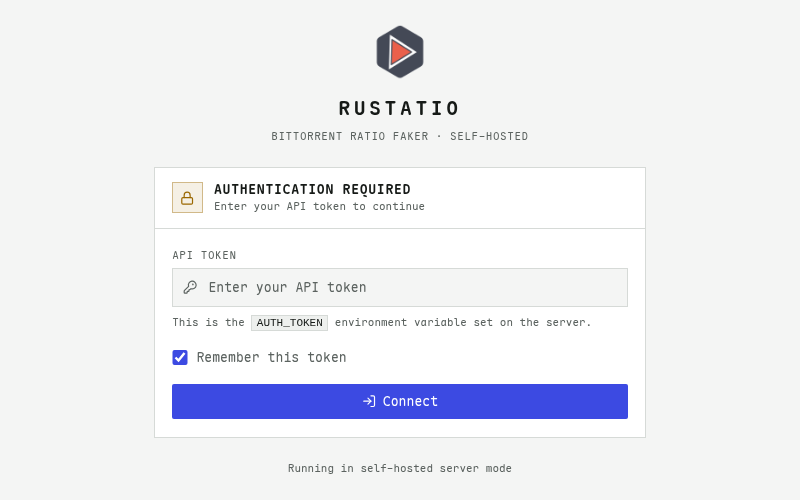 RUSTATIO
BITTORRENT RATIO FAKER · SELF-HOSTED
AUTHENTICATION REQUIRED
Enter your API token to continue
API TOKEN
Enter your API token
This is the AUTH_TOKEN environment variable set on the server.
Remember this token
Connect
Running in self-hosted server mode